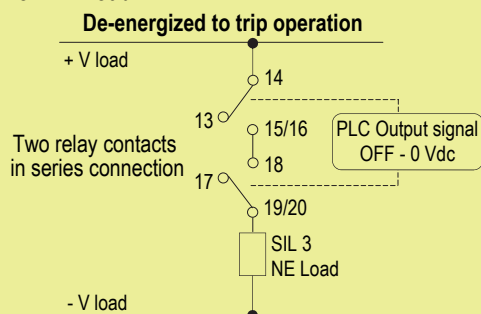 De-energized to trip operation
+ V load
14
13
15/16
PLC Output signal
OFF - 0 Vdc
Two relay contacts
in series connection
18
17
19/20
SIL 3
NE Load
- V load